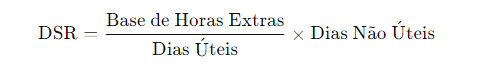 DSR = Base de Horas Extras / Dias Úteis × Dias Não Úteis